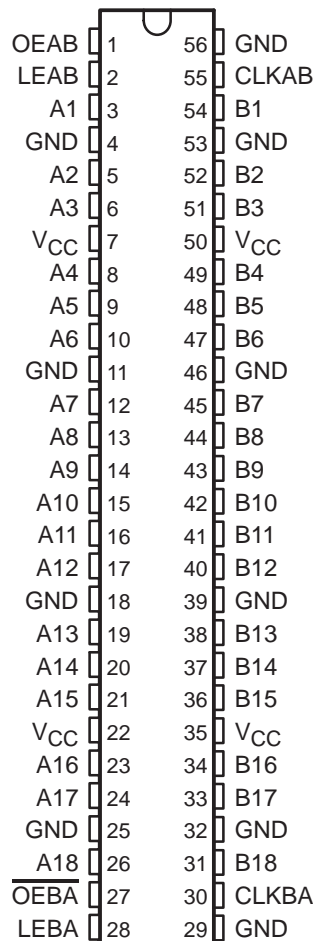 OEAB 1 56 GND
LEAB 2 55 CLKAB
A1 3 54 B1
GND 4 53 GND
A2 5 52 B2
A3 6 51 B3
VCC 7 50 VCC
A4 8 49 B4
A5 9 48 B5
A6 10 47 B6
GND 11 46 GND
A7 12 45 B7
A8 13 44 B8
A9 14 43 B9
A10 15 42 B10
A11 16 41 B11
A12 17 40 B12
GND 18 39 GND
A13 19 38 B13
A14 20 37 B14
A15 21 36 B15
VCC 22 35 VCC
A16 23 34 B16
A17 24 33 B17
GND 25 32 GND
A18 26 31 B18
O̅E̅B̅A̅ 27 30 CLKBA
LEBA 28 29 GND